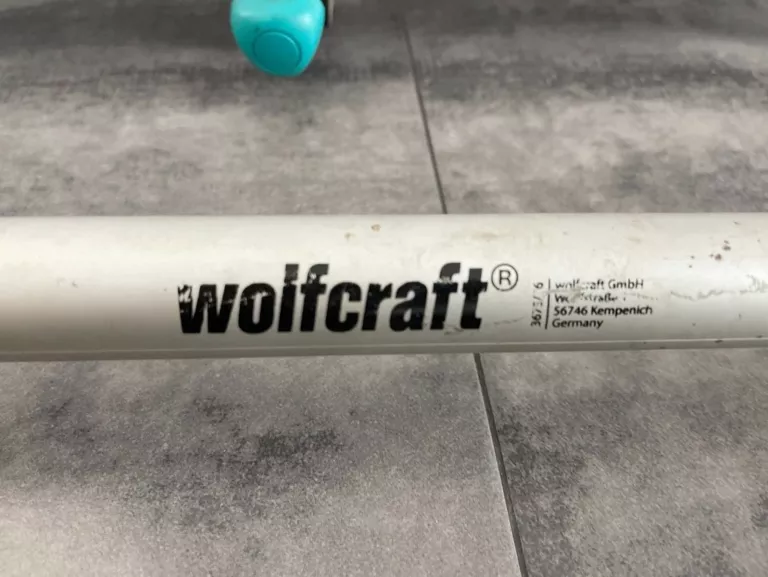 wolfcraft®
wolfcraft GmbH
56746 Kempenich
Germany